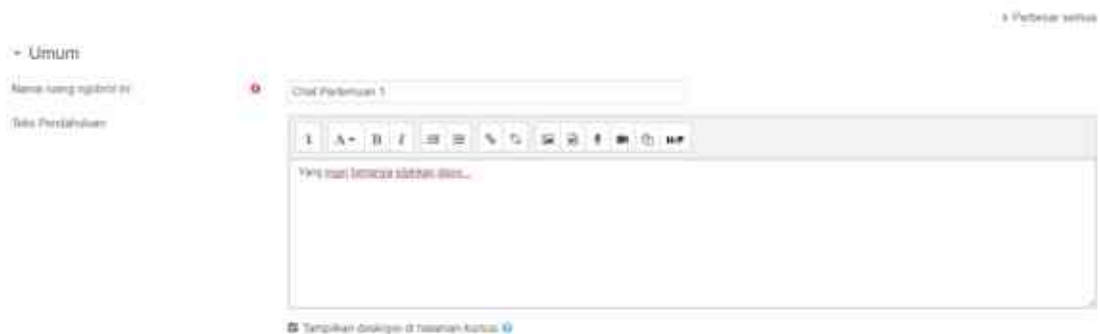 Perbesar semua
Umum
Nama ruang ngobrol ini
Chat Pertemuan 1
Teks Pendahuluan
A B I H-P
Yang ingin bertanya silahkan disini...
Tampilkan deskripsi di halaman kursus